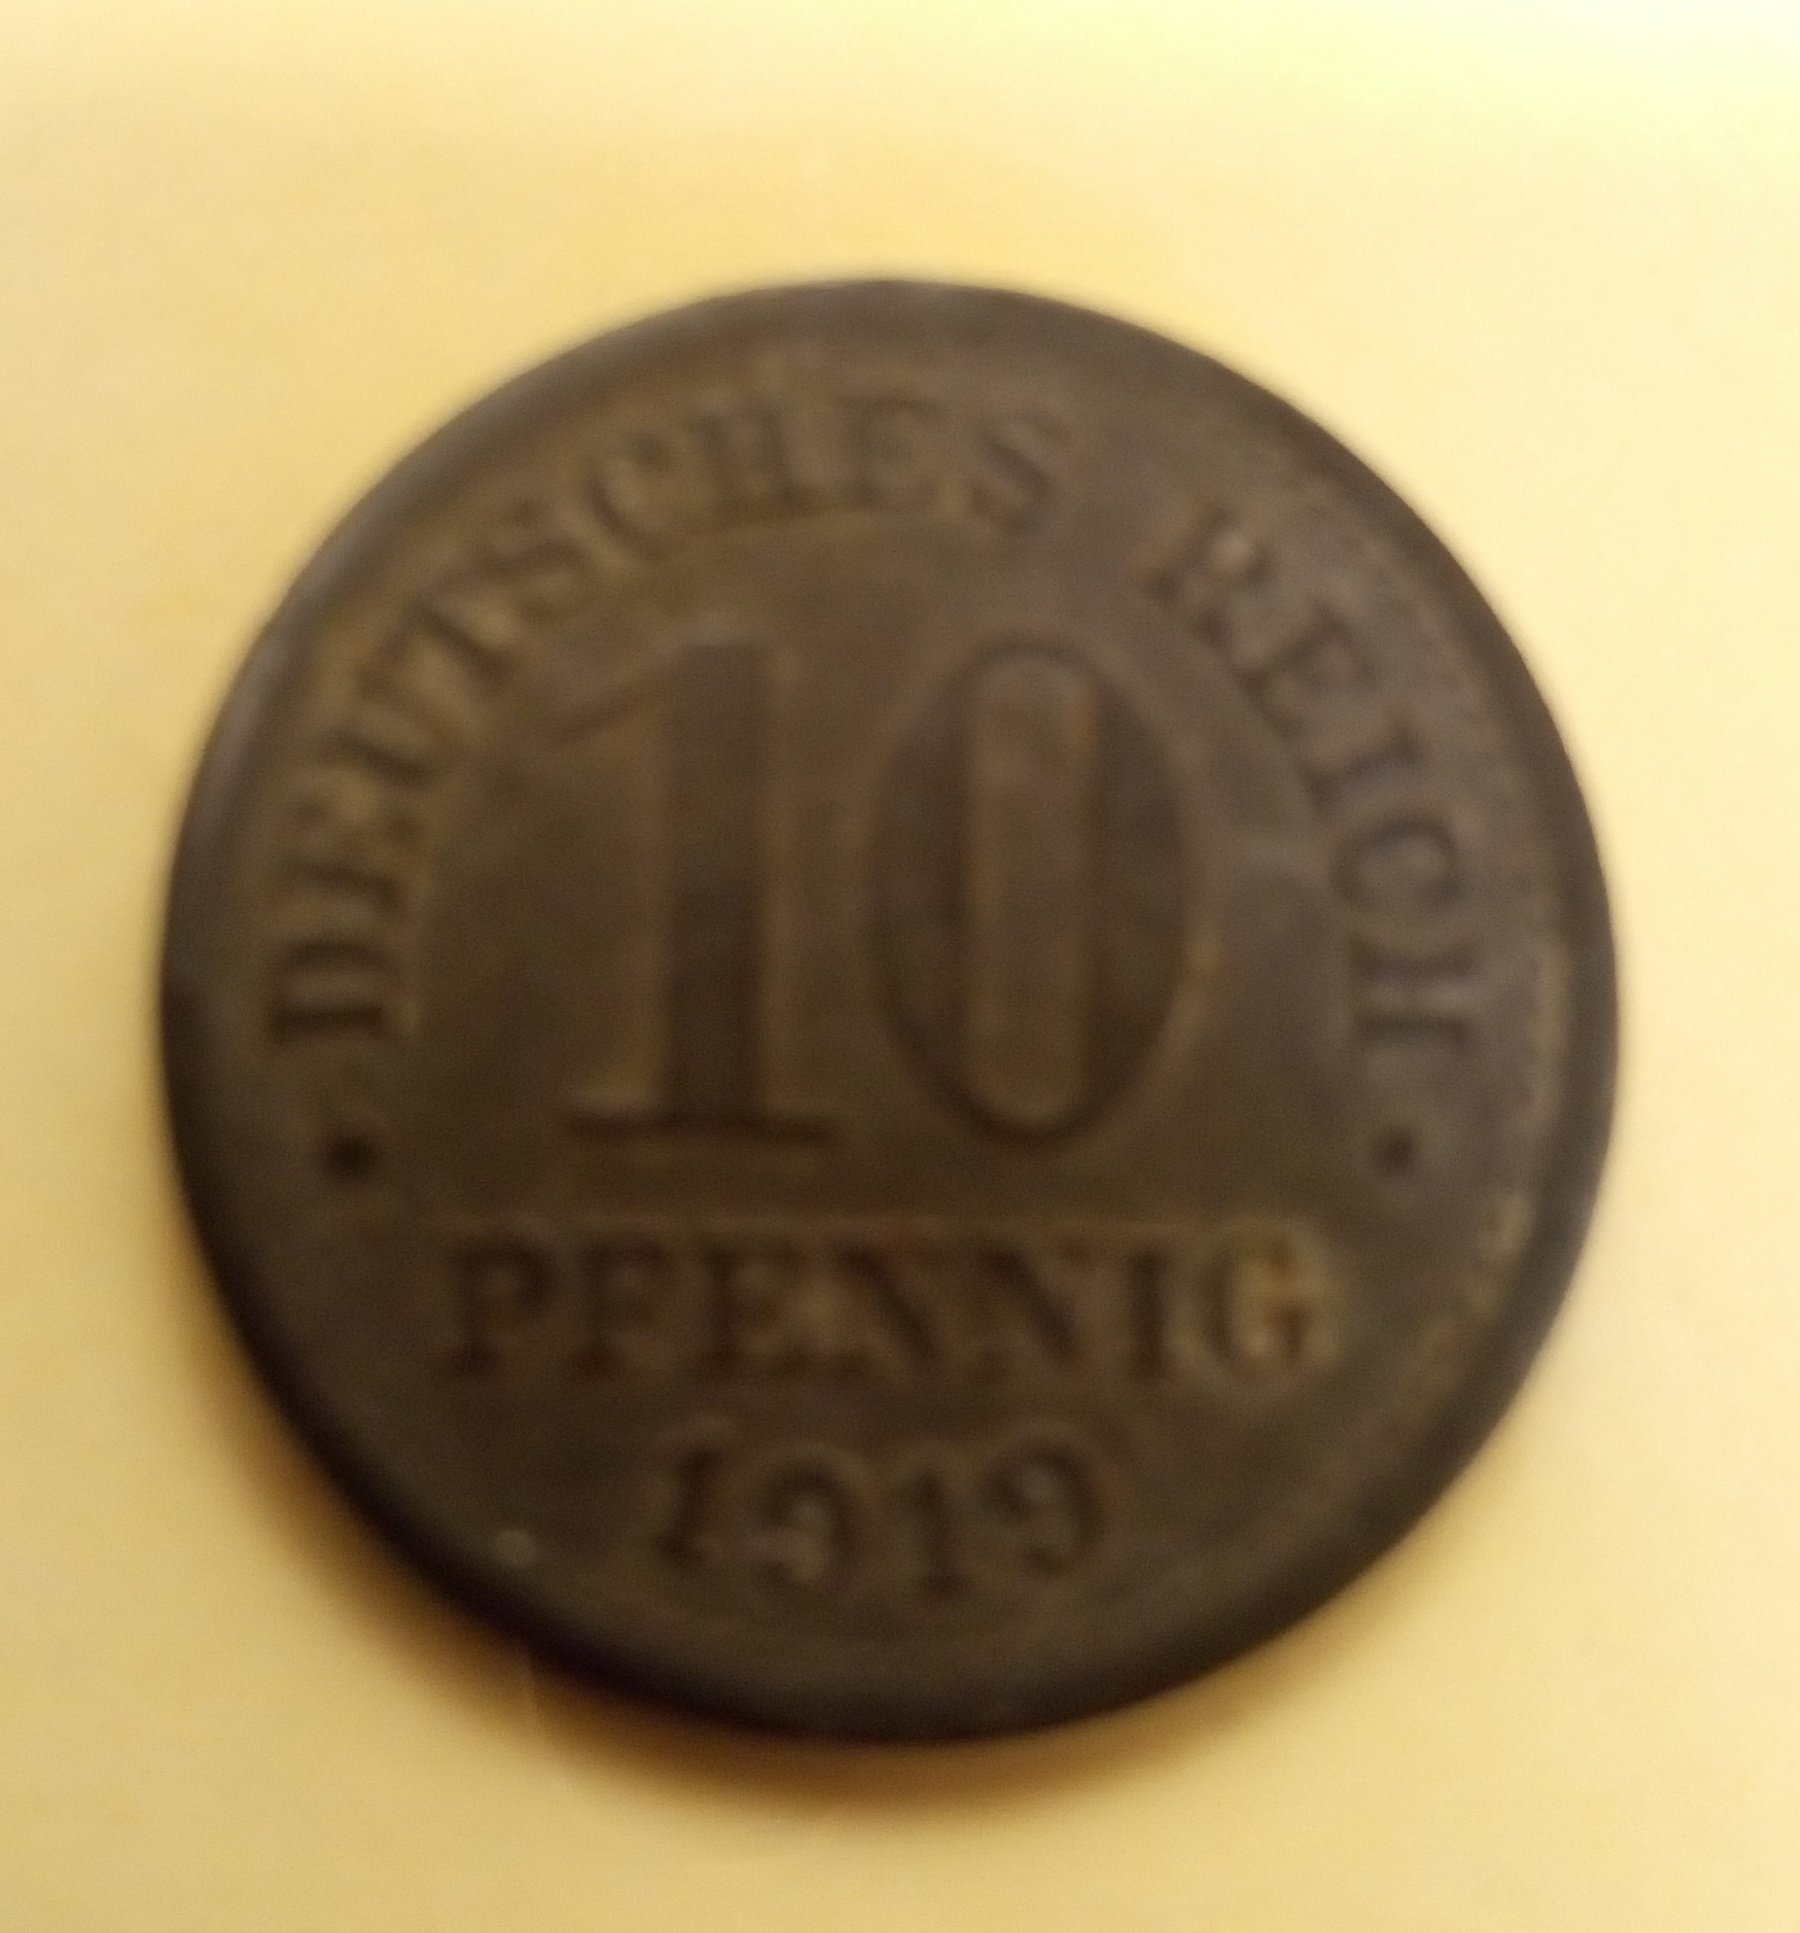 DEUTSCHES REICH
10
PFENNIG
1919